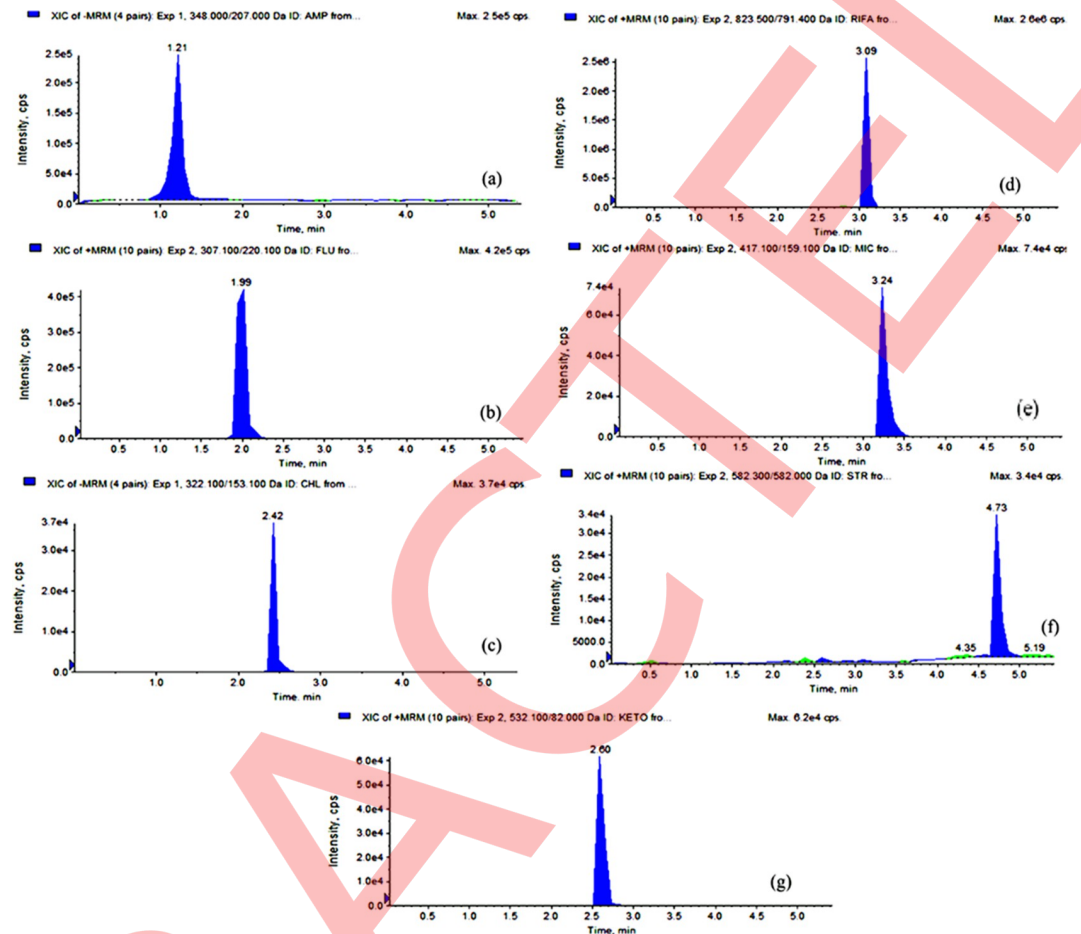 XIC of -MRM (4 pairs): Exp 1, 348.000/207.000 Da ID: AMP from... Max. 2.5e5 cps
1.21
2.5e5
2.0e5
1.5e5
1.0e5
5.0e4
0.0
Intensity, cps
(a)
1.0 2.0 3.0 4.0 5.0
Time, min
XIC of +MRM (10 pairs): Exp 2, 823.500/791.400 Da ID: RIFA fro... Max. 2.6e6 cps
3.09
2.5e6
2.0e6
1.5e6
1.0e6
5.0e5
0.0
Intensity, cps
(d)
0.5 1.0 1.5 2.0 2.5 3.0 3.5 4.0 4.5 5.0
Time, min
XIC of +MRM (10 pairs): Exp 2, 307.100/220.100 Da ID: FLU fro... Max. 4.2e5 cps
1.99
4.0e5
3.0e5
2.0e5
1.0e5
0.0
Intensity, cps
(b)
0.5 1.0 1.5 2.0 2.5 3.0 3.5 4.0 4.5 5.0
Time, min
XIC of +MRM (10 pairs): Exp 2, 417.100/159.100 Da ID: MIC fro... Max. 7.4e4 cps
3.24
7.4e4
6.0e4
4.0e4
2.0e4
0.0
Intensity, cps
(e)
0.5 1.0 1.5 2.0 2.5 3.0 3.5 4.0 4.5 5.0
Time, min
XIC of -MRM (4 pairs): Exp 1, 322.100/153.100 Da ID: CHL from ... Max. 3.7e4 cps
2.42
3.7e4
3.0e4
2.0e4
1.0e4
0.0
Intensity, cps
(c)
1.0 2.0 3.0 4.0 5.0
Time, min
XIC of +MRM (10 pairs): Exp 2, 582.300/582.000 Da ID: STR fro... Max. 3.4e4 cps
4.73
3.4e4
3.0e4
2.5e4
2.0e4
1.5e4
1.0e4
5000.0
0.0
Intensity, cps
(f)
4.35 5.19
0.5 1.0 1.5 2.0 2.5 3.0 3.5 4.0 4.5 5.0
Time, min
XIC of +MRM (10 pairs): Exp 2, 532.100/82.000 Da ID: KETO fro... Max. 6.2e4 cps
2.60
6.0e4
5.0e4
4.0e4
3.0e4
2.0e4
1.0e4
0.0
Intensity, cps
(g)
0.5 1.0 1.5 2.0 2.5 3.0 3.5 4.0 4.5 5.0
Time, min